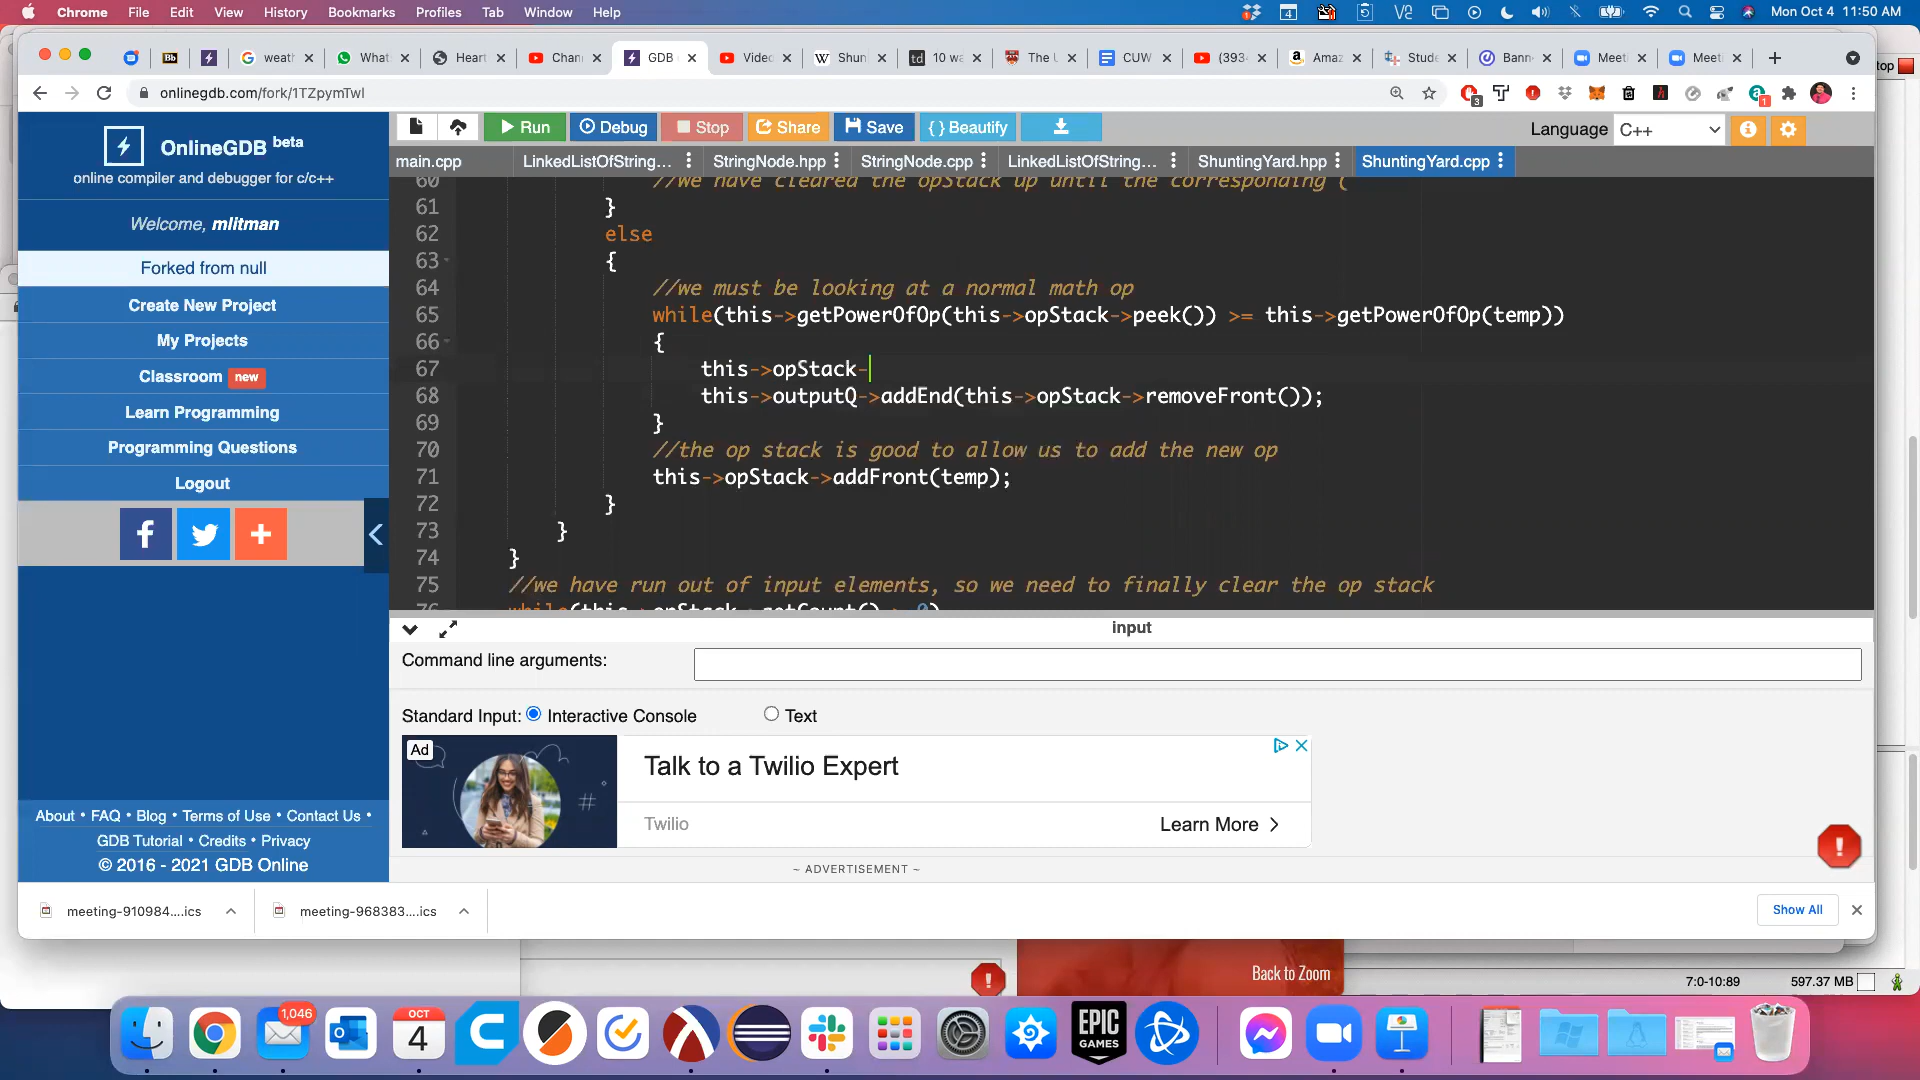 Chrome File Edit View History Bookmarks Profiles Tab Window Help
4
Mon Oct 4 11:50 AM
Bb
weath
What:
Heart
Chan
GDB
Video
Shun
td 10 wa
The U
CUW
(393
Amaz
Stude
Bann
Meeti
Meeti
top
onlinegdb.com/fork/1TZpymTwI
3
1
OnlineGDB beta
online compiler and debugger for c/c++
Welcome, mlitman
Forked from null
Create New Project
My Projects
Classroom new
Learn Programming
Programming Questions
Logout
About • FAQ • Blog • Terms of Use • Contact Us •
GDB Tutorial • Credits • Privacy
© 2016 - 2021 GDB Online
Run Debug Stop Share Save { } Beautify
Language C++
main.cpp LinkedListOfString... StringNode.hpp StringNode.cpp LinkedListOfString... ShuntingYard.hpp ShuntingYard.cpp
60 //we have cleared the opStack up until the corresponding (
61 }
62 else
63 {
64 //we must be looking at a normal math op
65 while(this->getPowerOfOp(this->opStack->peek()) >= this->getPowerOfOp(temp))
66 {
67 this->opStack-
68 this->outputQ->addEnd(this->opStack->removeFront());
69 }
70 //the op stack is good to allow us to add the new op
71 this->opStack->addFront(temp);
72 }
73 }
74 }
75 //we have run out of input elements, so we need to finally clear the op stack
76 while(this->opStack->getCount() > 0)
input
Command line arguments:
Standard Input: Interactive Console Text
Ad
Talk to a Twilio Expert
Twilio
Learn More
~ ADVERTISEMENT ~
meeting-910984....ics
meeting-968383....ics
Show All
Back to Zoom
7:0-10:89
597.37 MB
1,046
OCT
4
EPIC
GAMES